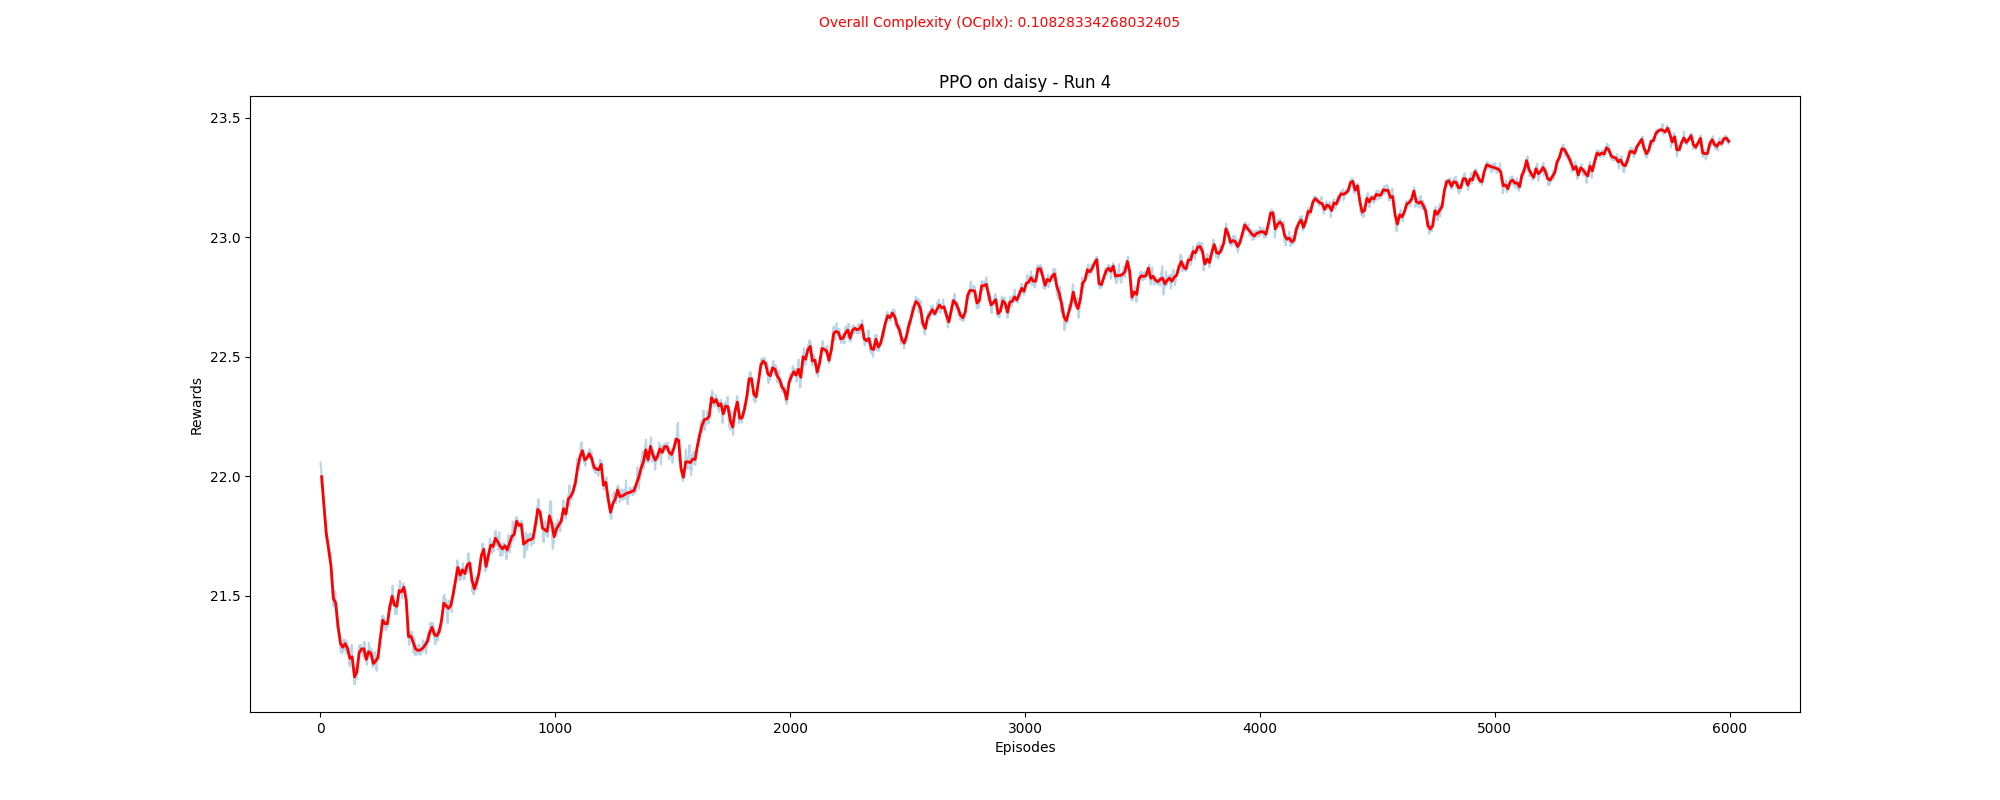 Overall Complexity (OCplx): 0.10828334268032405
PPO on daisy - Run 4
23.5
23.0
22.5
22.0
21.5
Rewards
0 1000 2000 3000 4000 5000 6000
Episodes